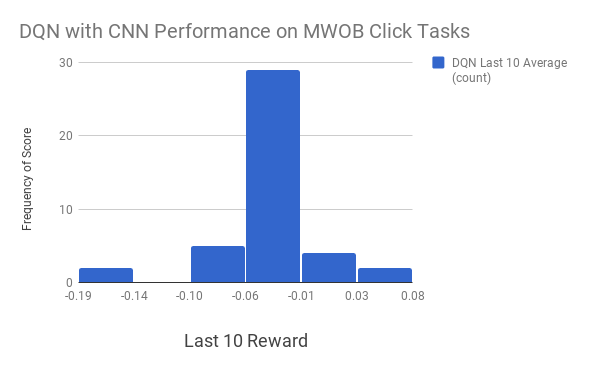 DQN with CNN Performance on MWOB Click Tasks
DQN Last 10 Average
(count)
Frequency of Score
30
20
10
0
-0.19
-0.14
-0.10
-0.06
-0.01
0.03
0.08
Last 10 Reward